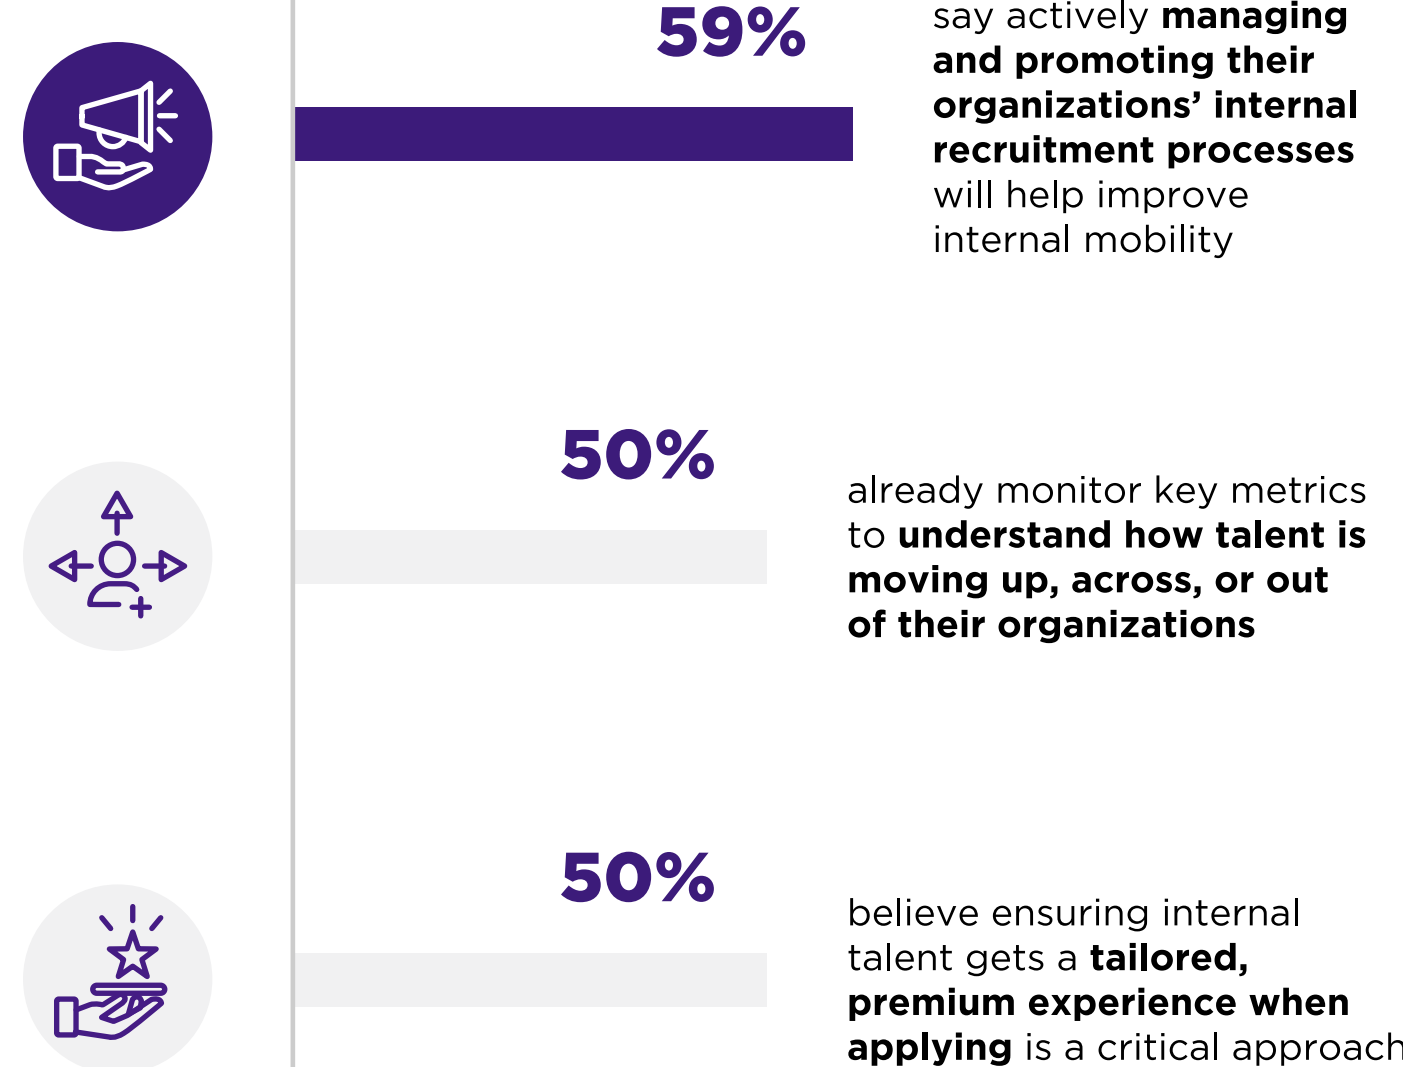 59%
say actively managing
and promoting their
organizations’ internal
recruitment processes
will help improve
internal mobility
50%
already monitor key metrics
to understand how talent is
moving up, across, or out
of their organizations
50%
believe ensuring internal
talent gets a tailored,
premium experience when
applying is a critical approach